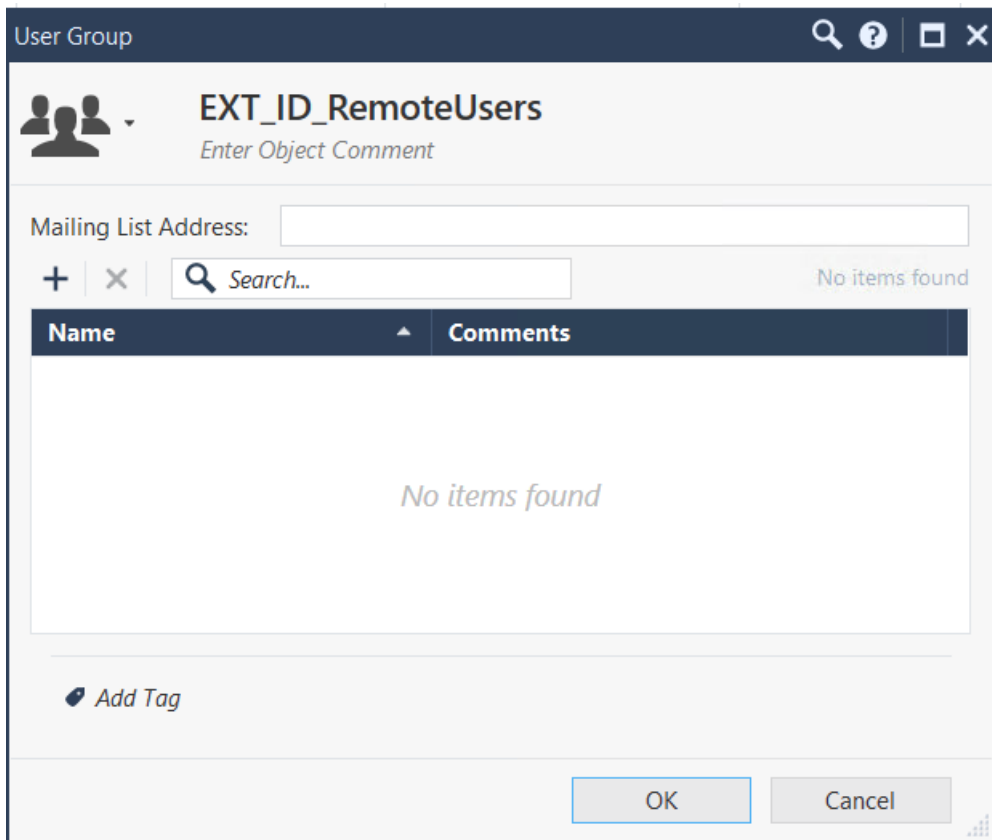 User Group
EXT_ID_RemoteUsers
Enter Object Comment
Mailing List Address:
Search...
No items found
Name
Comments
No items found
Add Tag
OK
Cancel